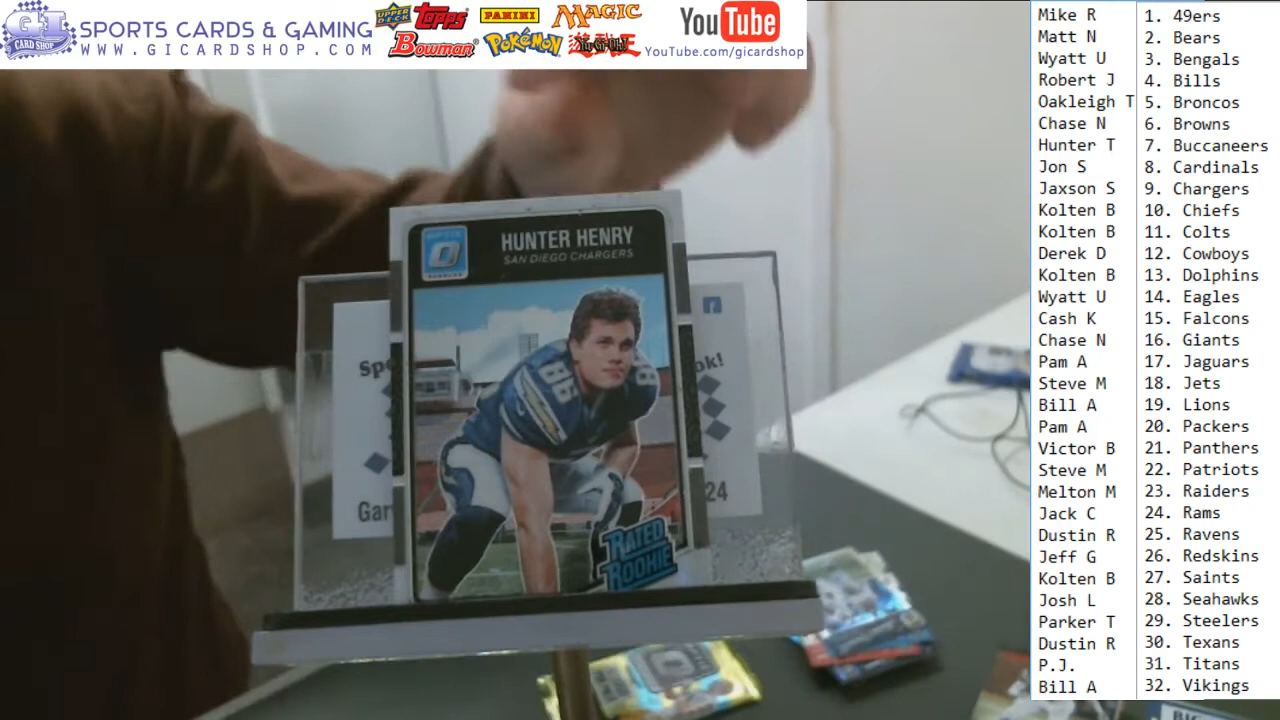 GI
CARD SHOP
SPORTS CARDS & GAMING
WWW.GICARDSHOP.COM
UPPER DECK
Topps
Bowman
PANINI
Pokémon
MAGIC
Yu-Gi-Oh!
YouTube
YouTube.com/gicardshop
HUNTER HENRY
SAN DIEGO CHARGERS
RATED
ROOKIE
Mike R 1. 49ers
Matt N 2. Bears
Wyatt U 3. Bengals
Robert J 4. Bills
Oakleigh T 5. Broncos
Chase N 6. Browns
Hunter T 7. Buccaneers
Jon S 8. Cardinals
Jaxson S 9. Chargers
Kolten B 10. Chiefs
Kolten B 11. Colts
Derek D 12. Cowboys
Kolten B 13. Dolphins
Wyatt U 14. Eagles
Cash K 15. Falcons
Chase N 16. Giants
Pam A 17. Jaguars
Steve M 18. Jets
Bill A 19. Lions
Pam A 20. Packers
Victor B 21. Panthers
Steve M 22. Patriots
Melton M 23. Raiders
Jack C 24. Rams
Dustin R 25. Ravens
Jeff G 26. Redskins
Kolten B 27. Saints
Josh L 28. Seahawks
Parker T 29. Steelers
Dustin R 30. Texans
P.J. 31. Titans
Bill A 32. Vikings